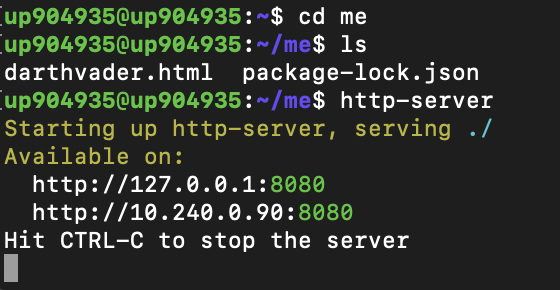 up904935@up904935:~$ cd me
up904935@up904935:~/me$ ls
darthvader.html  package-lock.json
up904935@up904935:~/me$ http-server
Starting up http-server, serving ./
Available on:
  http://127.0.0.1:8080
  http://10.240.0.90:8080
Hit CTRL-C to stop the server